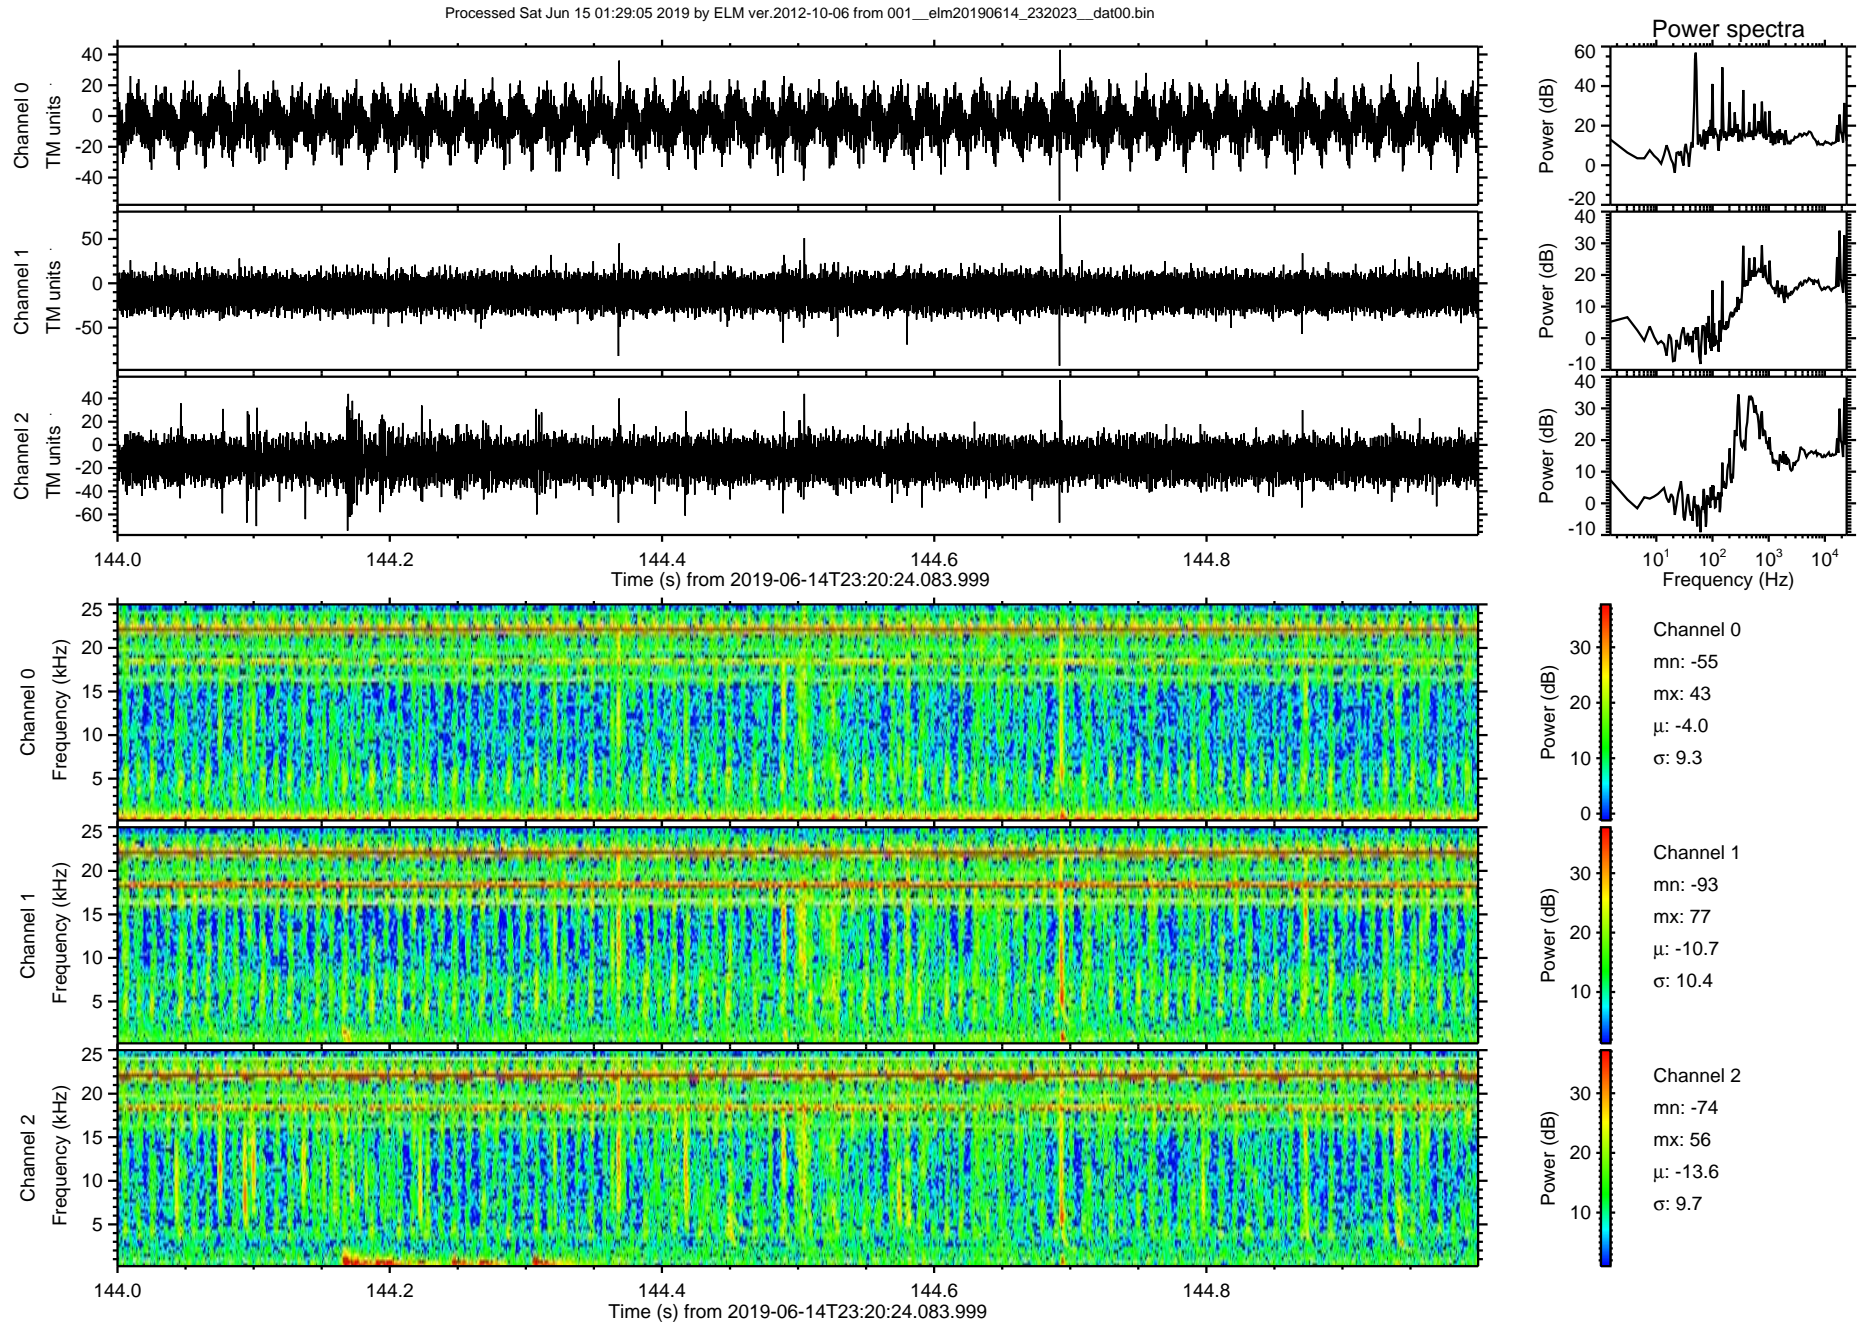 Processed Sat Jun 15 01:29:05 2019 by ELM ver.2012-10-06 from 001__elm20190614_232023__dat00.bin
Power spectra
Channel 0
TM units
40
20
0
-20
-40
Power (dB)
60
40
20
0
-20
Channel 1
TM units
50
0
-50
Power (dB)
40
30
20
10
0
-10
Channel 2
TM units
40
20
0
-20
-40
-60
Power (dB)
40
30
20
10
0
-10
144.0 144.2 144.4 144.6 144.8
Time (s) from 2019-06-14T23:20:24.083.999
10^1 10^2 10^3 10^4
Frequency (Hz)
Channel 0
Frequency (kHz)
25
20
15
10
5
Power (dB)
30
20
10
0
Channel 0
mn: -55
mx: 43
μ: -4.0
σ: 9.3
Channel 1
Frequency (kHz)
25
20
15
10
5
Power (dB)
30
20
10
Channel 1
mn: -93
mx: 77
μ: -10.7
σ: 10.4
Channel 2
Frequency (kHz)
25
20
15
10
5
Power (dB)
30
20
10
Channel 2
mn: -74
mx: 56
μ: -13.6
σ: 9.7
144.0 144.2 144.4 144.6 144.8
Time (s) from 2019-06-14T23:20:24.083.999